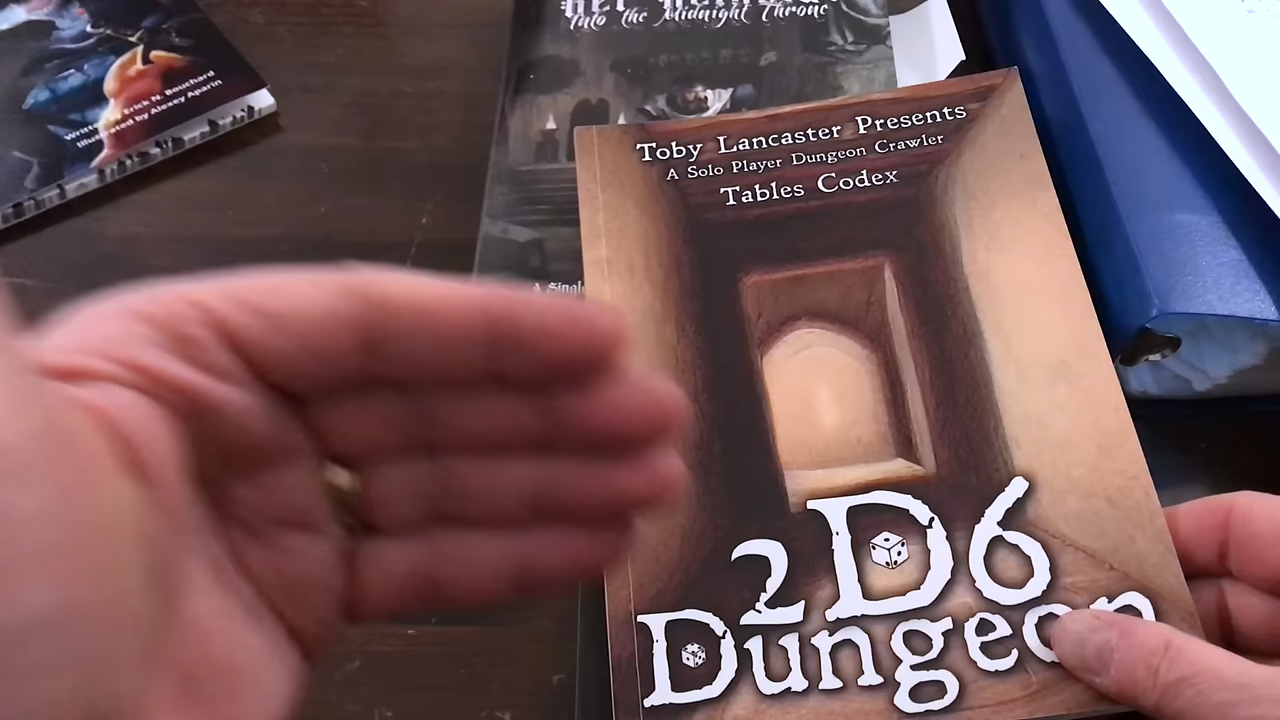 Written by Erick N. Bouchard
Illustrated by Alexey Aparin
Into the Midnight Throne
A Single
Toby Lancaster Presents
A Solo Player Dungeon Crawler
Tables Codex
2D6
Dungeon